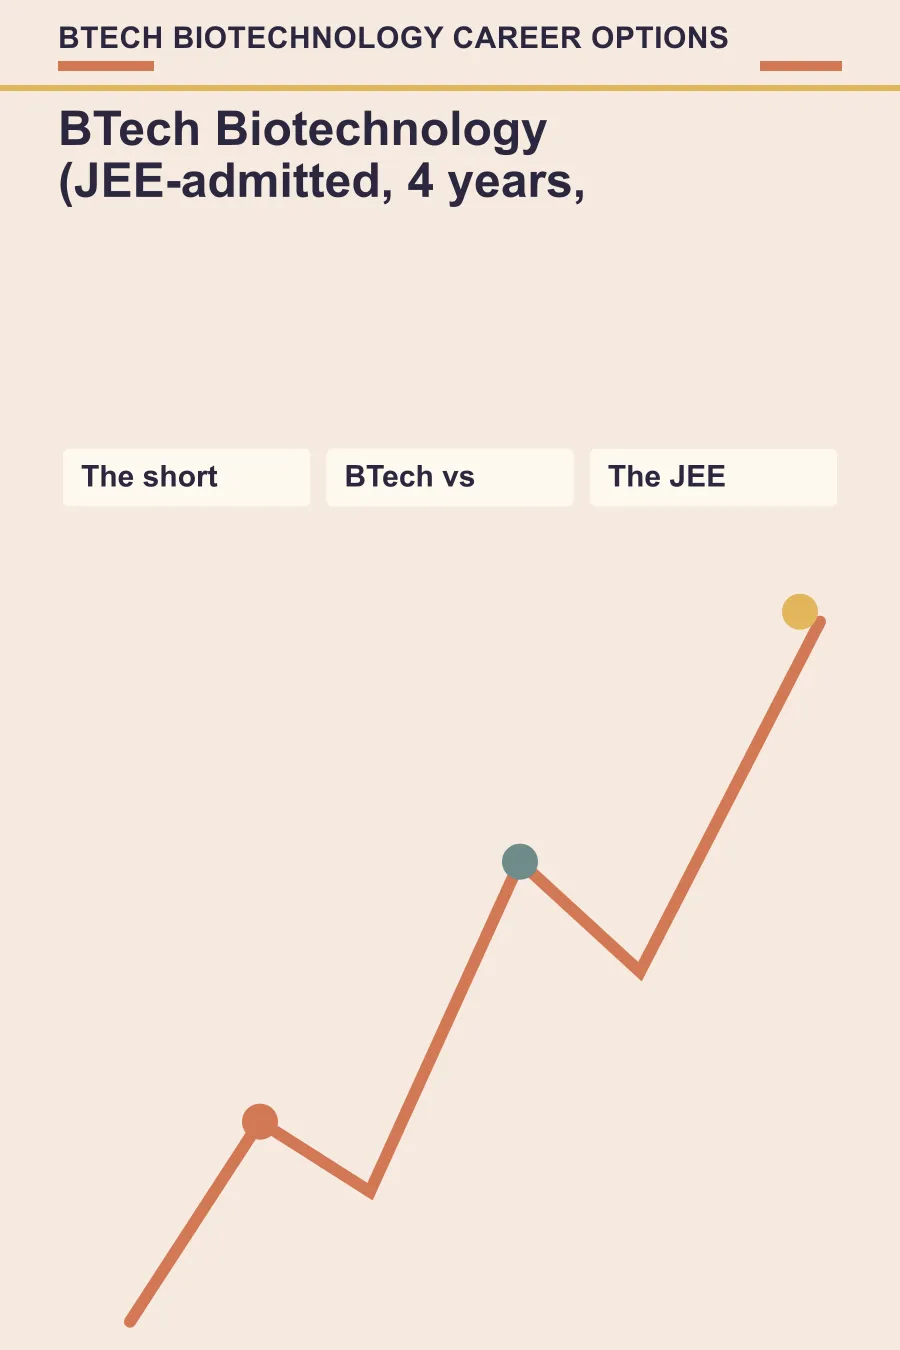 BTECH BIOTECHNOLOGY CAREER OPTIONS
BTech Biotechnology
(JEE-admitted, 4 years,
The short
BTech vs
The JEE